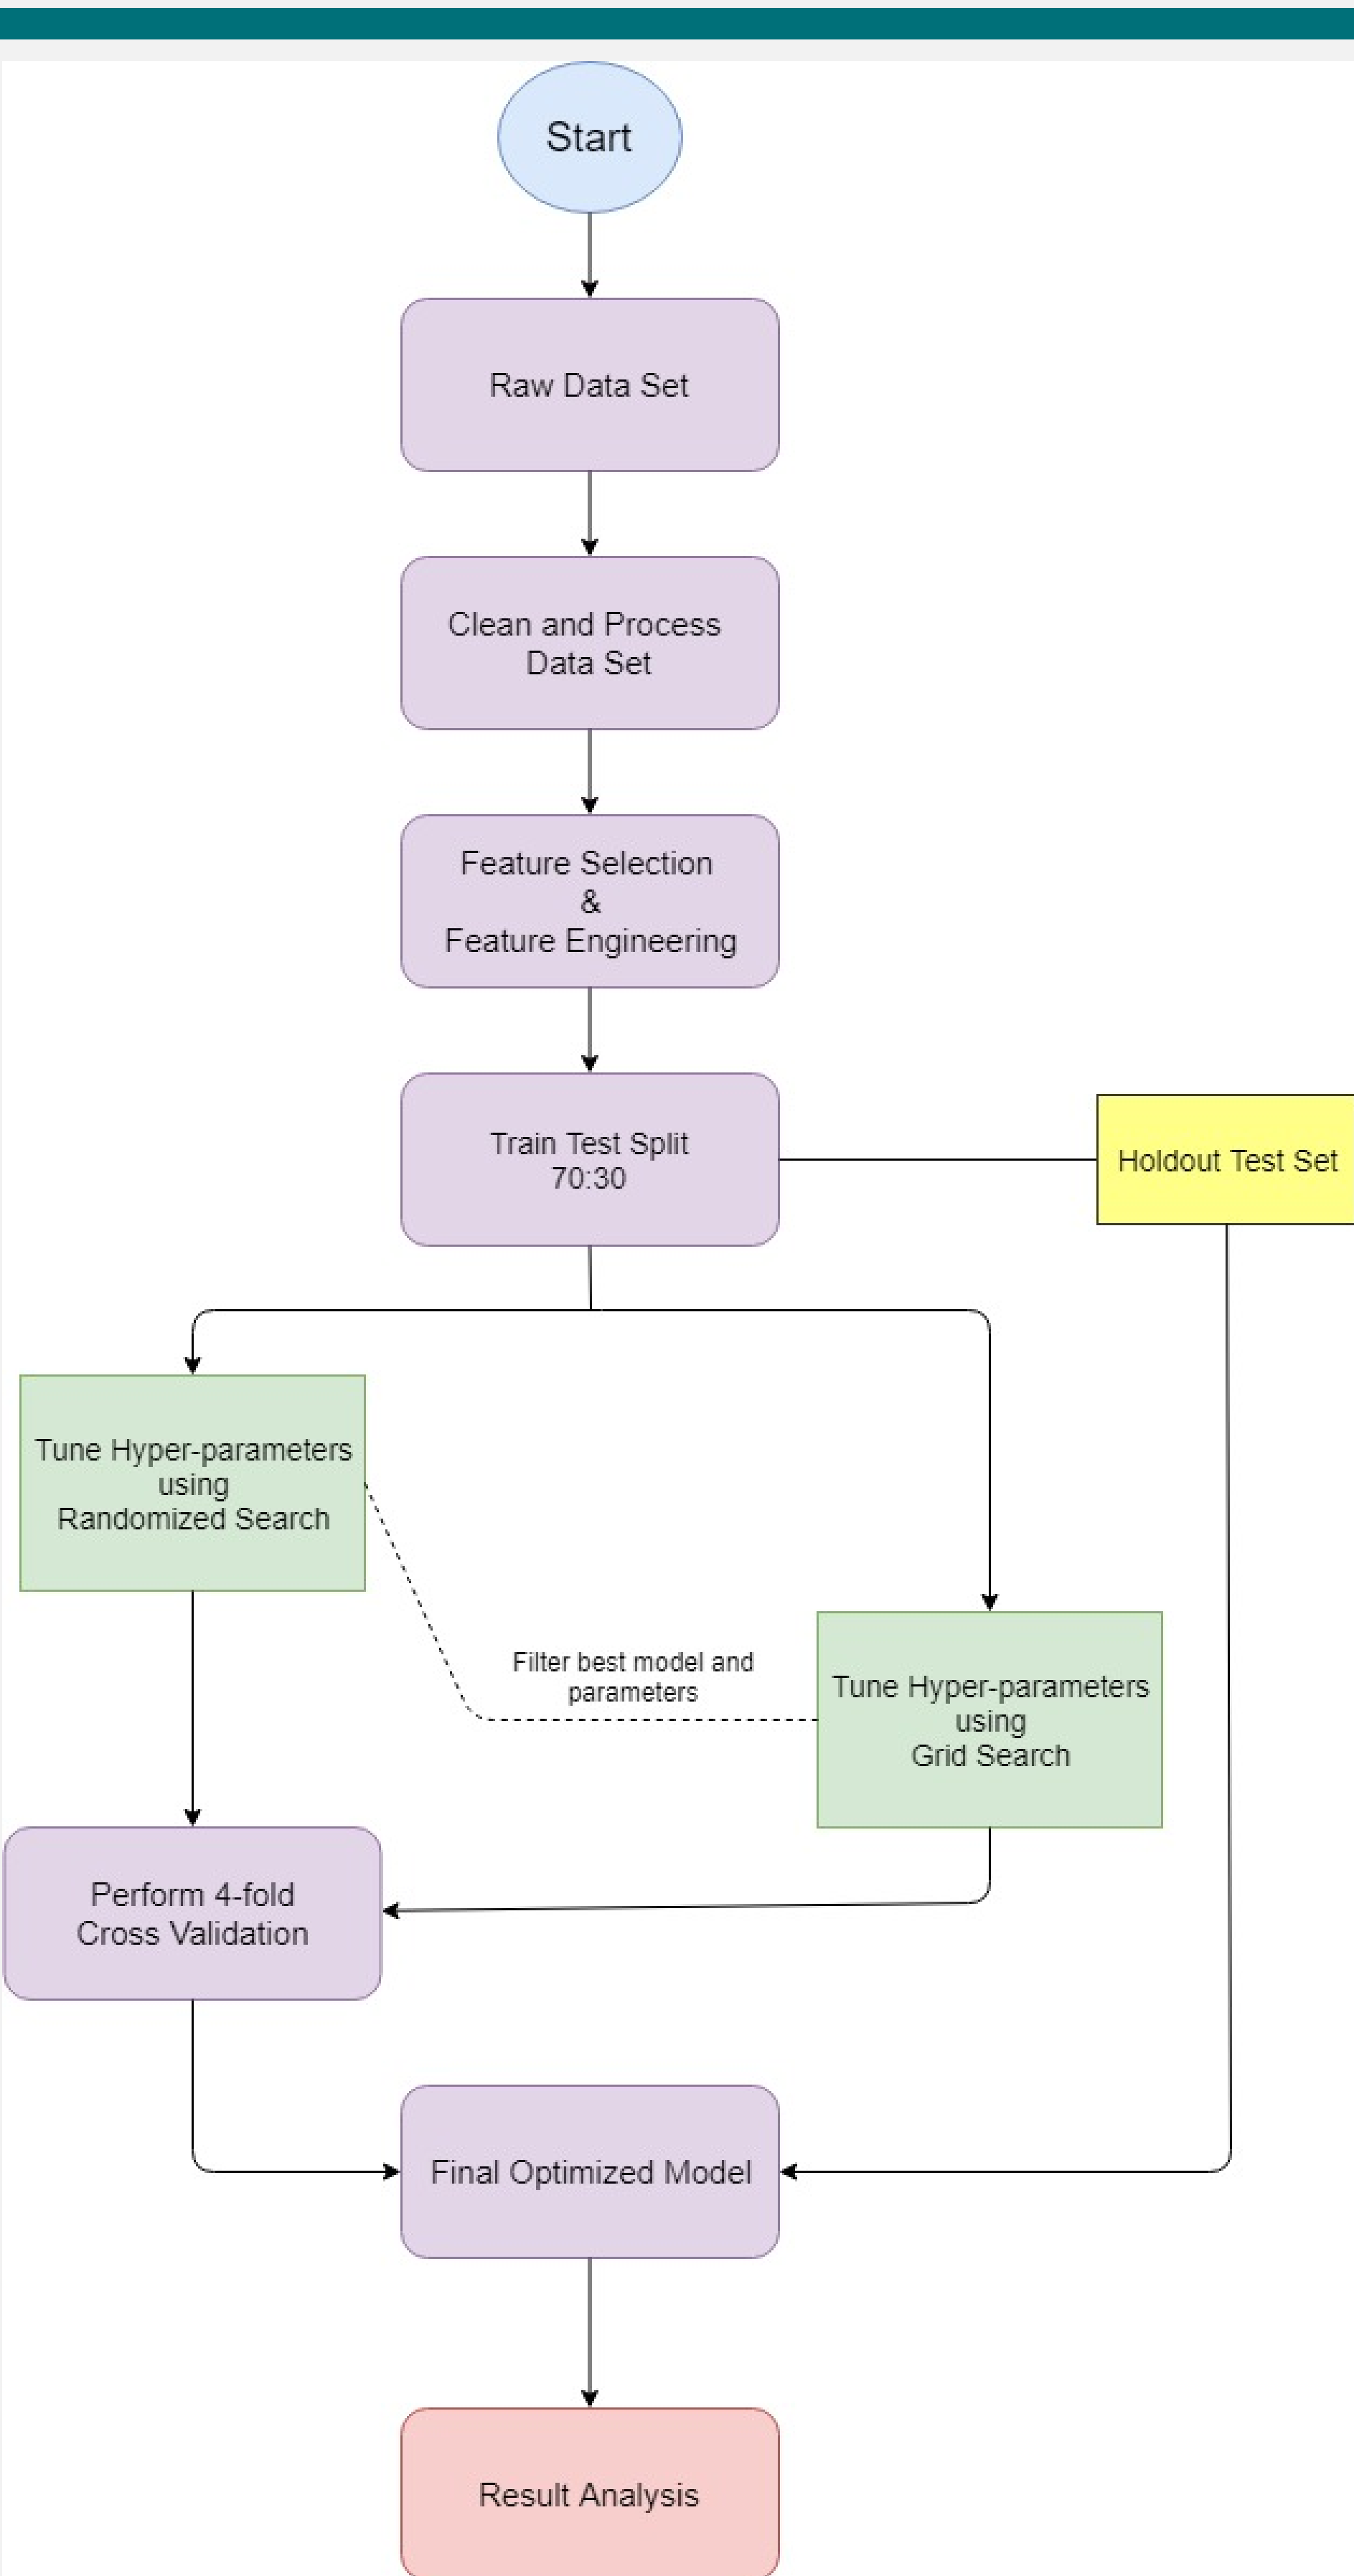 Start
Raw Data Set
Clean and Process
Data Set
Feature Selection
&
Feature Engineering
Train Test Split
70:30
Holdout Test Set
Tune Hyper-parameters
using
Randomized Search
Filter best model and
parameters
Tune Hyper-parameters
using
Grid Search
Perform 4-fold
Cross Validation
Final Optimized Model
Result Analysis